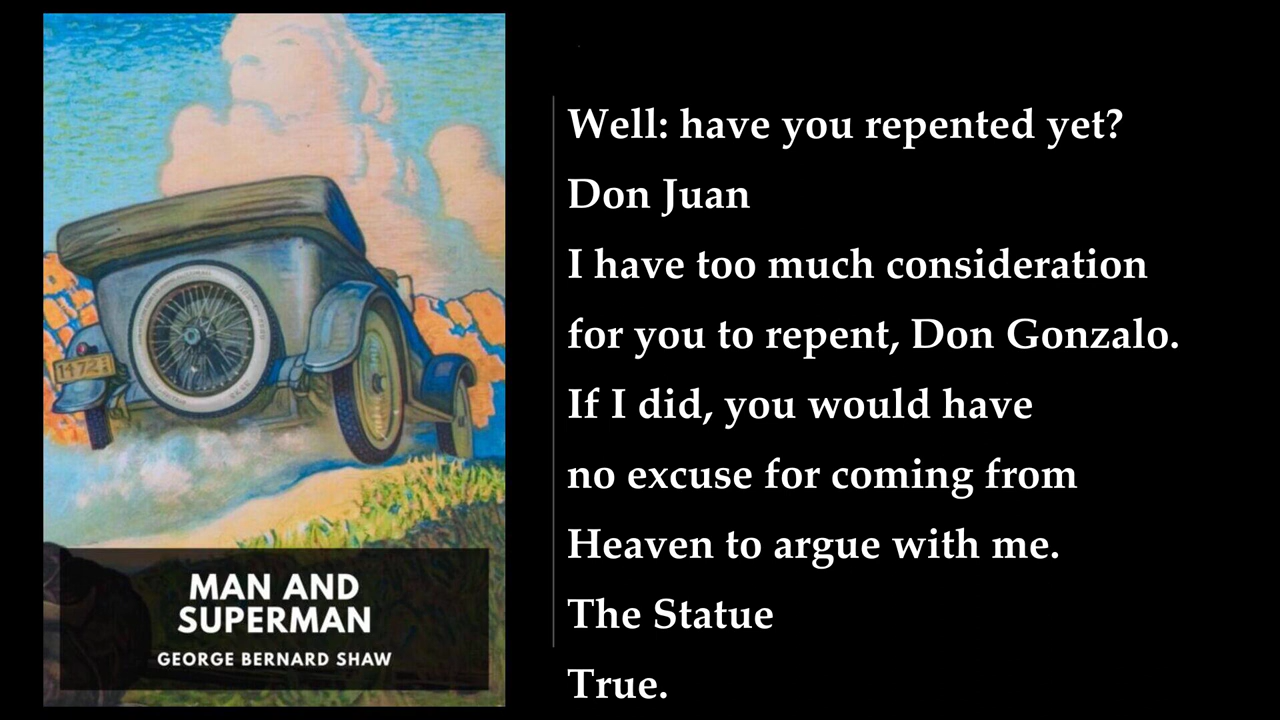 1472
MAN AND
SUPERMAN
GEORGE BERNARD SHAW
Well: have you repented yet?
Don Juan
I have too much consideration
for you to repent, Don Gonzalo.
If I did, you would have
no excuse for coming from
Heaven to argue with me.
The Statue
True.